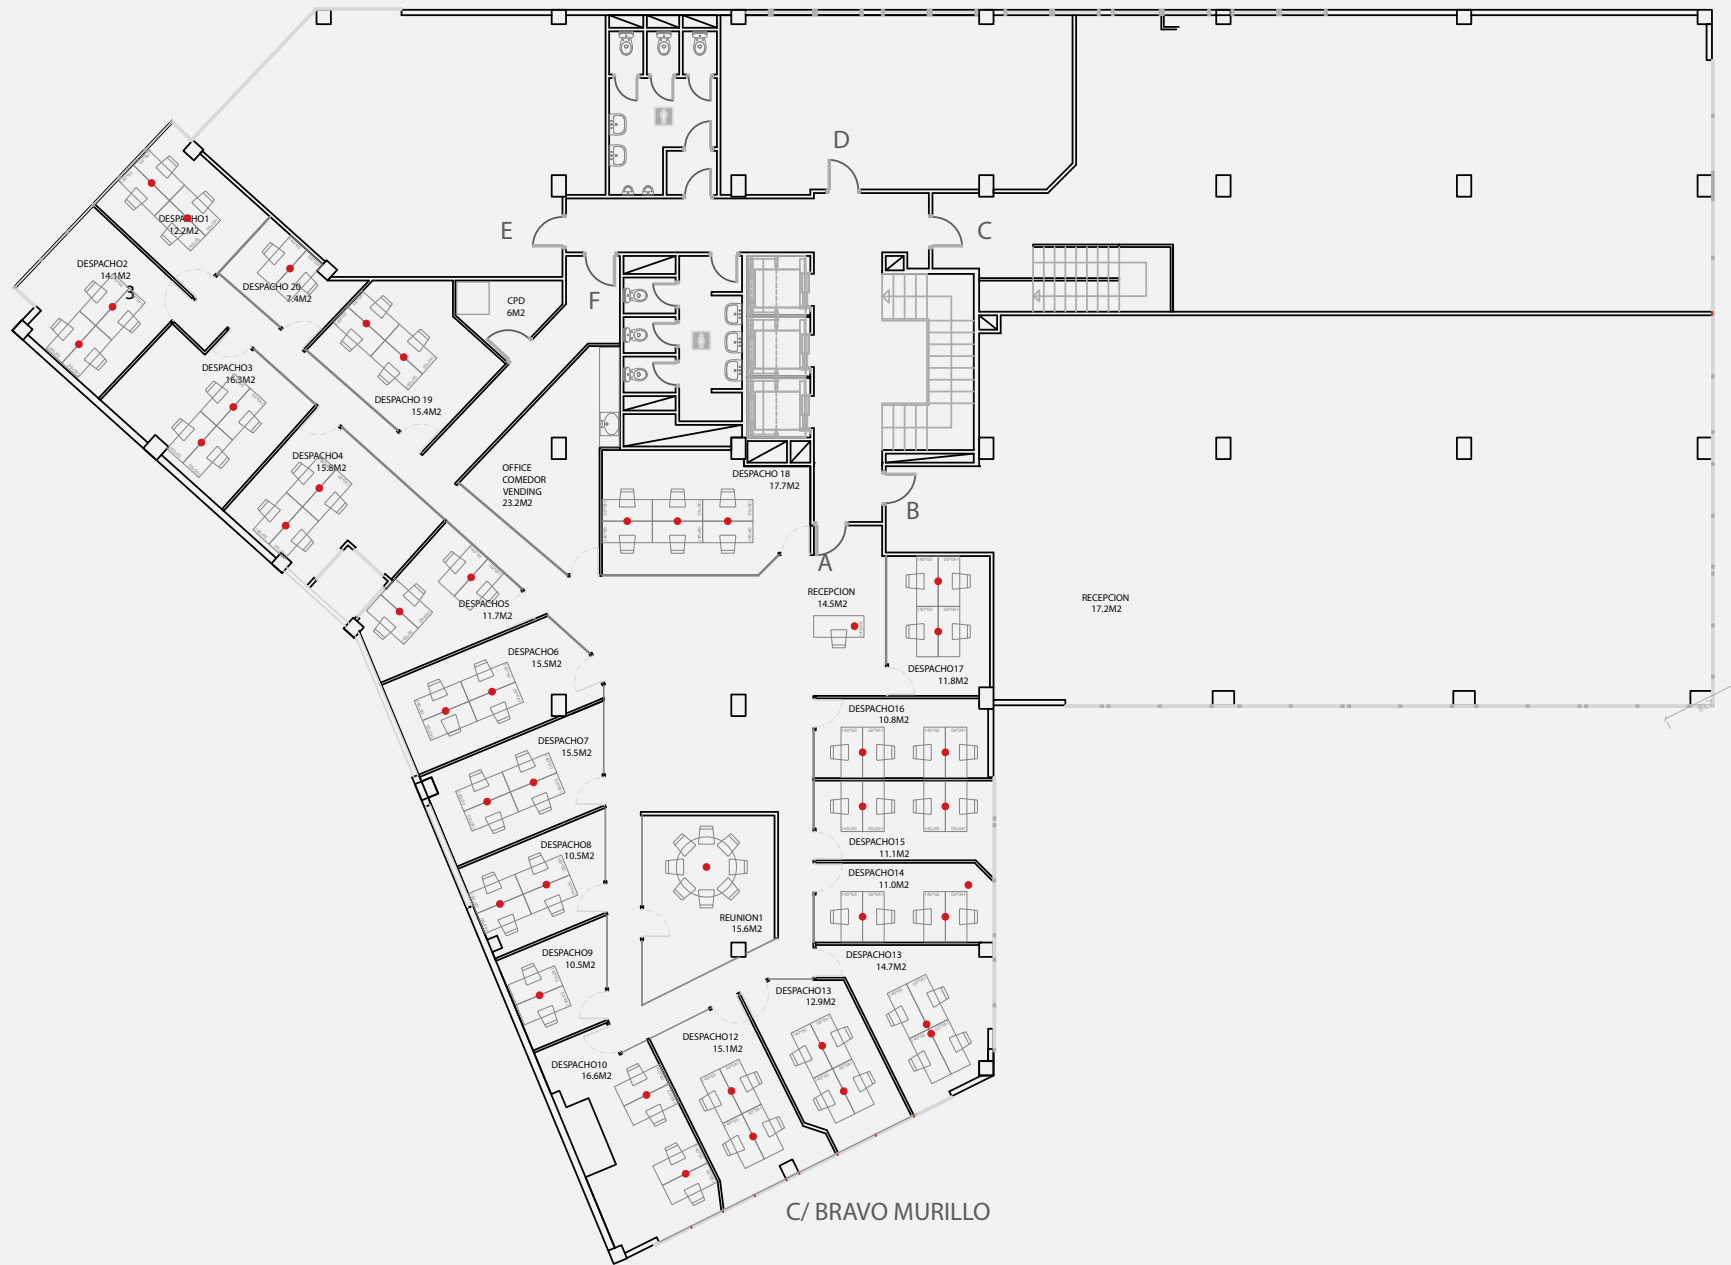 D
E
C
DESPACHO1
12.2M2
DESPACHO2
14.1M2
3
DESPACHO 20
7.4M2
F
CPD
6M2
DESPACHO3
16.3M2
DESPACHO 19
15.4M2
DESPACHO4
15.8M2
OFFICE
COMEDOR
VENDING
23.2M2
DESPACHO 18
17.7M2
B
A
RECEPCION
14.5M2
RECEPCION
17.2M2
DESPACHO5
11.7M2
DESPACHO6
15.5M2
DESPACHO17
11.8M2
DESPACHO16
10.8M2
DESPACHO7
15.5M2
DESPACHO8
10.5M2
DESPACHO15
11.1M2
DESPACHO14
11.0M2
REUNION1
15.6M2
DESPACHO9
10.5M2
DESPACHO13
14.7M2
DESPACHO13
12.9M2
DESPACHO12
15.1M2
DESPACHO10
16.6M2
C/ BRAVO MURILLO